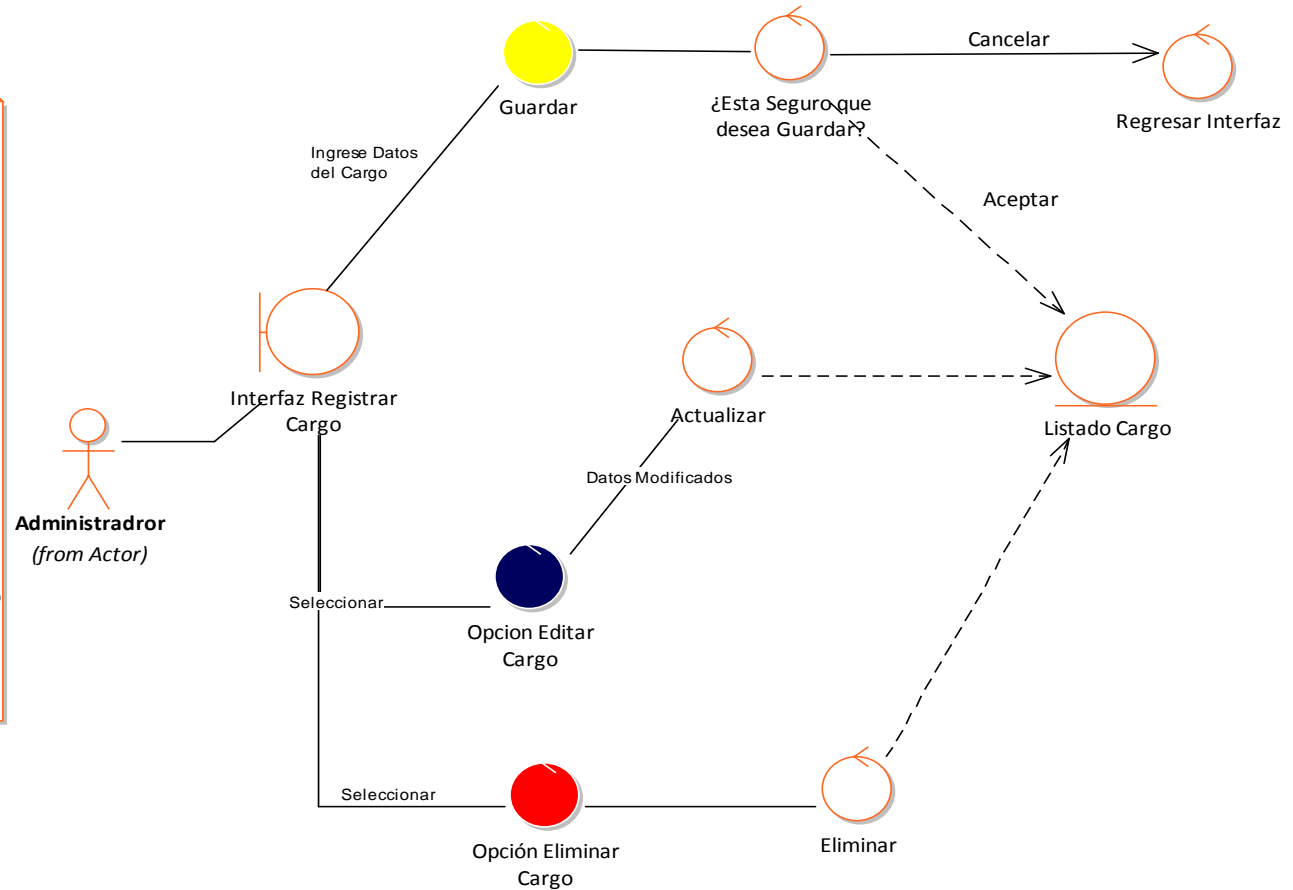 Cancelar
Guardar
¿Esta Seguro que
desea Guardar?
Regresar Interfaz
Ingrese Datos
del Cargo
Aceptar
Interfaz Registrar
Cargo
Actualizar
Listado Cargo
Datos Modificados
Administradror
(from Actor)
Seleccionar
Opcion Editar
Cargo
Seleccionar
Opción Eliminar
Cargo
Eliminar